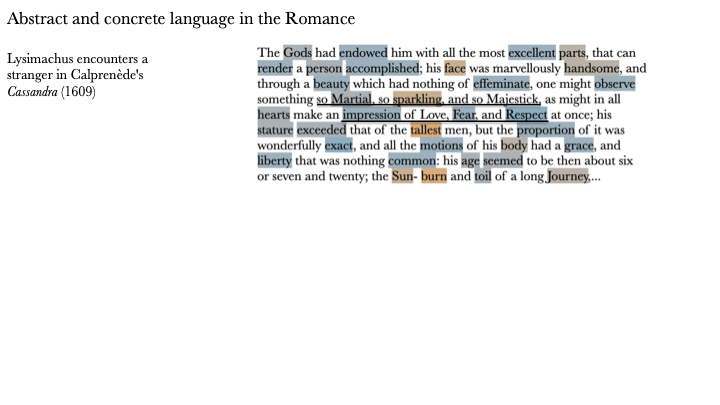 Abstract and concrete language in the Romance
Lysimachus encounters a
stranger in Calprenède's
Cassandra (1609)
The Gods had endowed him with all the most excellent parts, that can
render a person accomplished; his face was marvellously handsome, and
through a beauty which had nothing of effeminate, one might observe
something so Martial, so sparkling, and so Majestick, as might in all
hearts make an impression of Love, Fear, and Respect at once; his
stature exceeded that of the tallest men, but the proportion of it was
wonderfully exact, and all the motions of his body had a grace, and
liberty that was nothing common: his age seemed to be then about six
or seven and twenty; the Sun- burn and toil of a long Journey,...